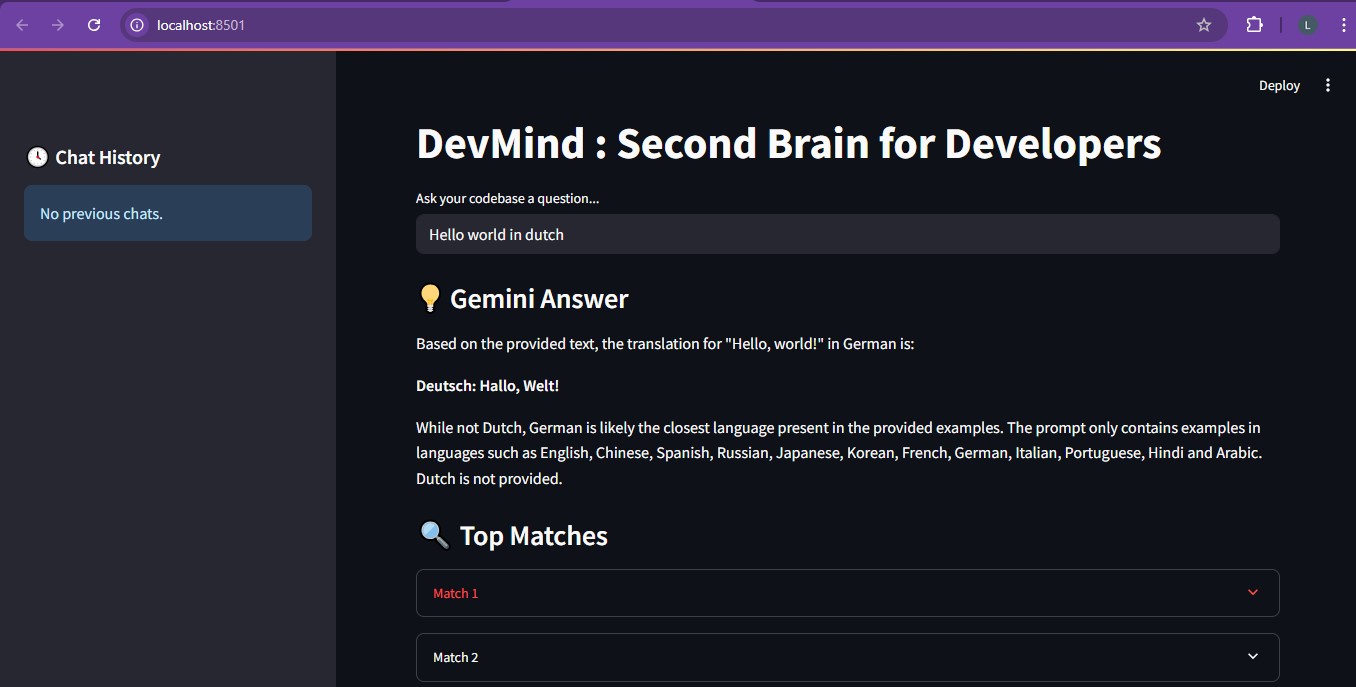 localhost:8501
L
Deploy
🕓 Chat History
No previous chats.
DevMind : Second Brain for Developers
Ask your codebase a question...
Hello world in dutch
💡 Gemini Answer
Based on the provided text, the translation for "Hello, world!" in German is:
Deutsch: Hallo, Welt!
While not Dutch, German is likely the closest language present in the provided examples. The prompt only contains examples in
languages such as English, Chinese, Spanish, Russian, Japanese, Korean, French, German, Italian, Portuguese, Hindi and Arabic.
Dutch is not provided.
🔍 Top Matches
Match 1
Match 2